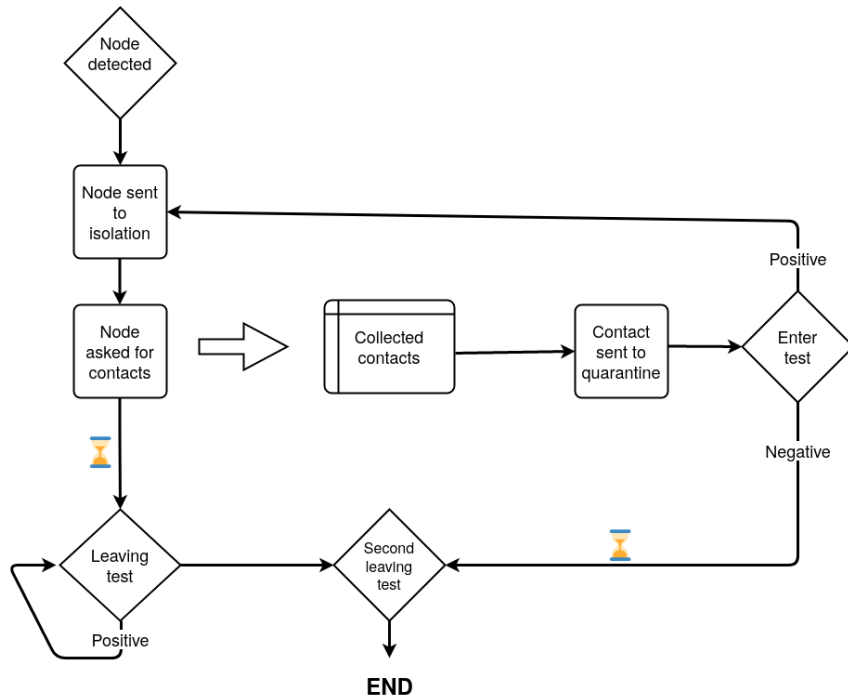 Node
detected
Node sent
to
isolation
Positive
Node
asked for
contacts
Collected
contacts
Contact
sent to
quarantine
Enter
test
Negative
Leaving
test
Second
leaving
test
Positive
END